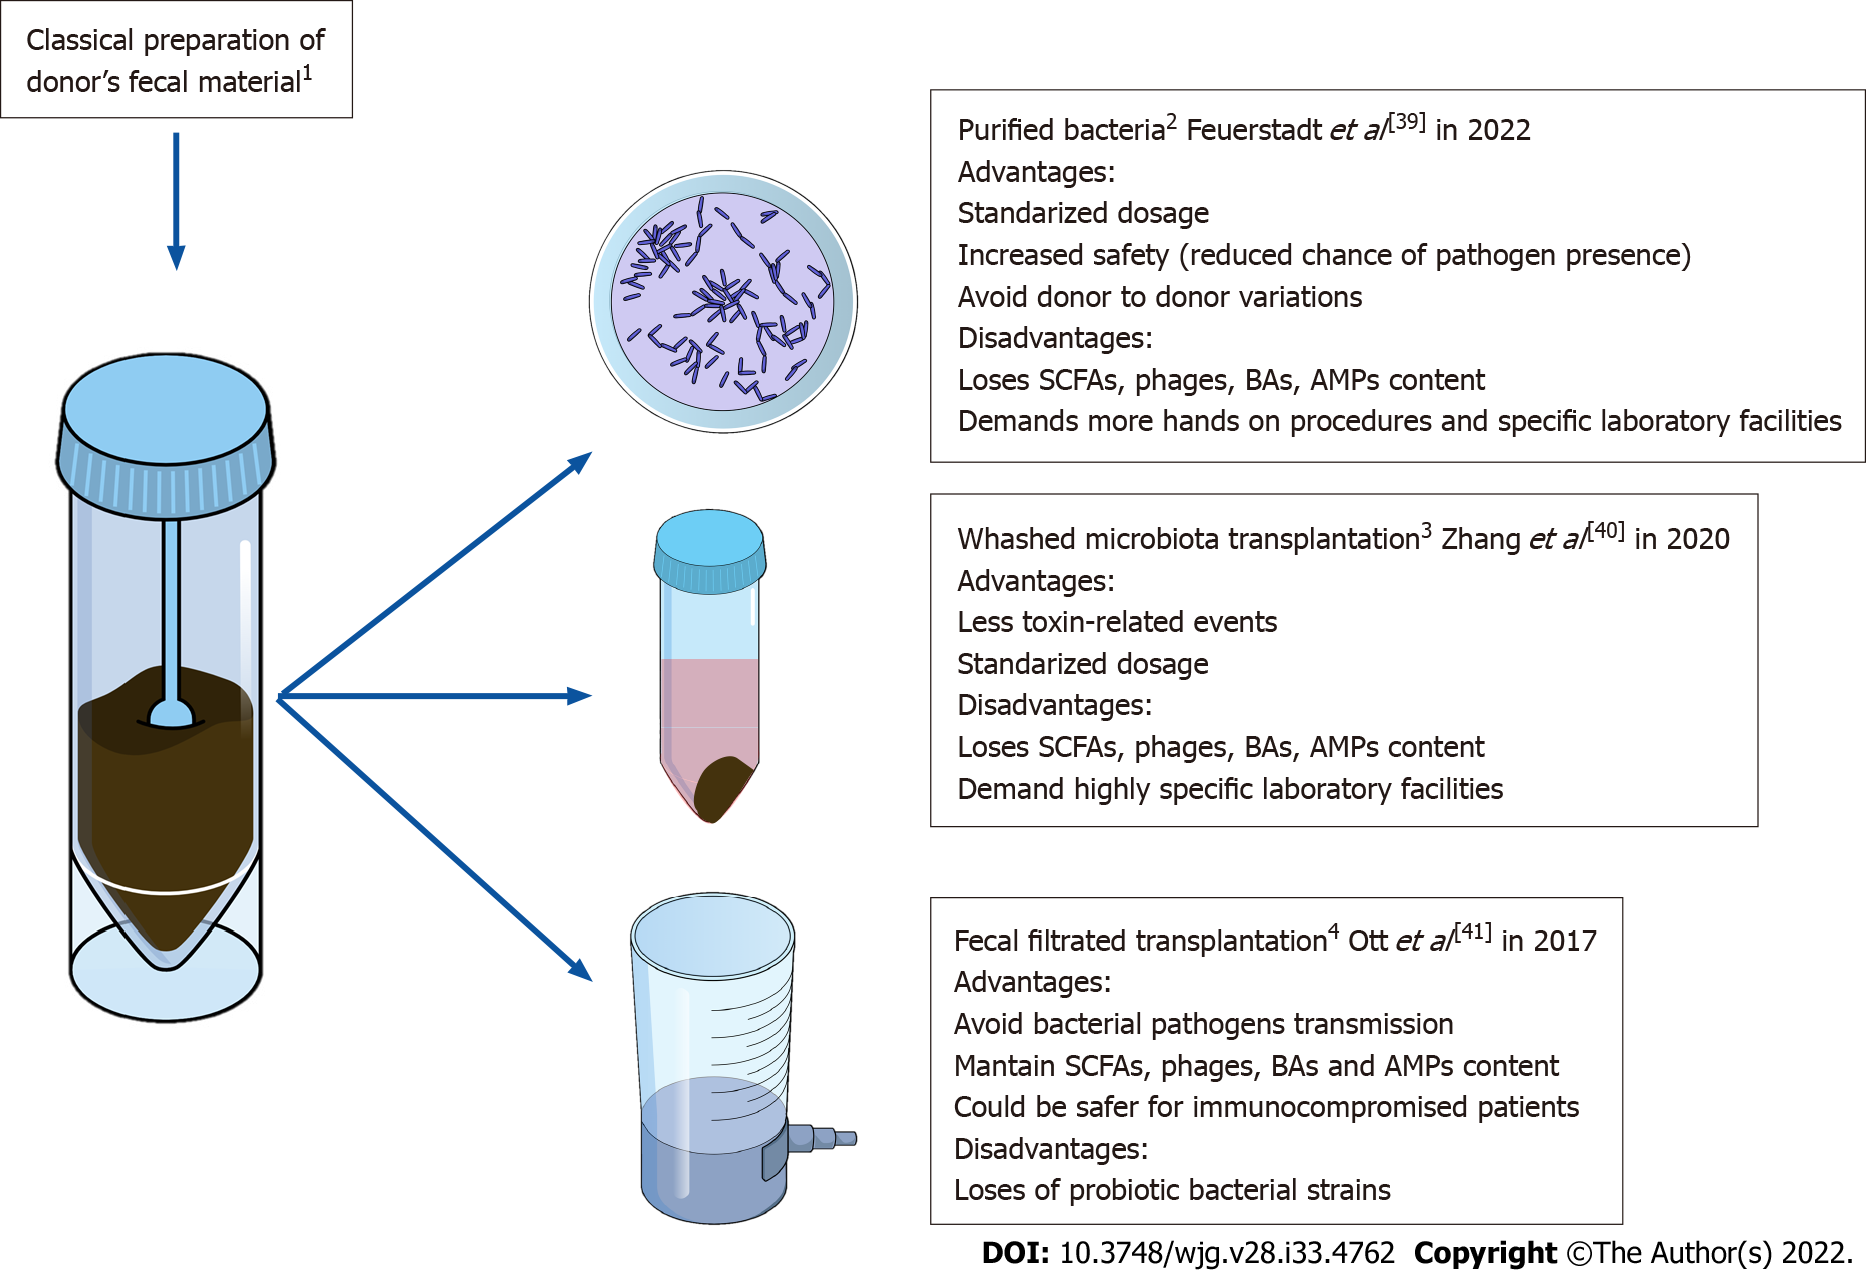 Classical preparation of
donor’s fecal material1
Purified bacteria2 Feuerstadt et al[39] in 2022
Advantages:
Standarized dosage
Increased safety (reduced chance of pathogen presence)
Avoid donor to donor variations
Disadvantages:
Loses SCFAs, phages, BAs, AMPs content
Demands more hands on procedures and specific laboratory facilities
Whashed microbiota transplantation3 Zhang et al[40] in 2020
Advantages:
Less toxin-related events
Standarized dosage
Disadvantages:
Loses SCFAs, phages, BAs, AMPs content
Demand highly specific laboratory facilities
Fecal filtrated transplantation4 Ott et al[41] in 2017
Advantages:
Avoid bacterial pathogens transmission
Mantain SCFAs, phages, BAs and AMPs content
Could be safer for immunocompromised patients
Disadvantages:
Loses of probiotic bacterial strains
DOI: 10.3748/wjg.v28.i33.4762 Copyright ©The Author(s) 2022.